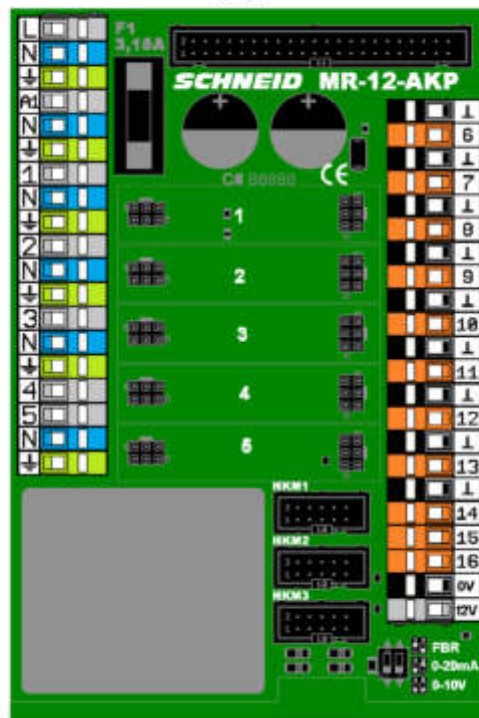 L
N
A1
N
1
N
2
N
3
N
4
5
N
F1
3,15A
SCHNEID MR-12-AKP
C# B0890
CE
1
2
3
4
5
HKM1
HKM2
HKM3
⊥
6
⊥
7
⊥
8
⊥
9
⊥
10
⊥
11
⊥
12
⊥
13
⊥
14
15
16
0V
12V
FBR
0-20mA
0-10V